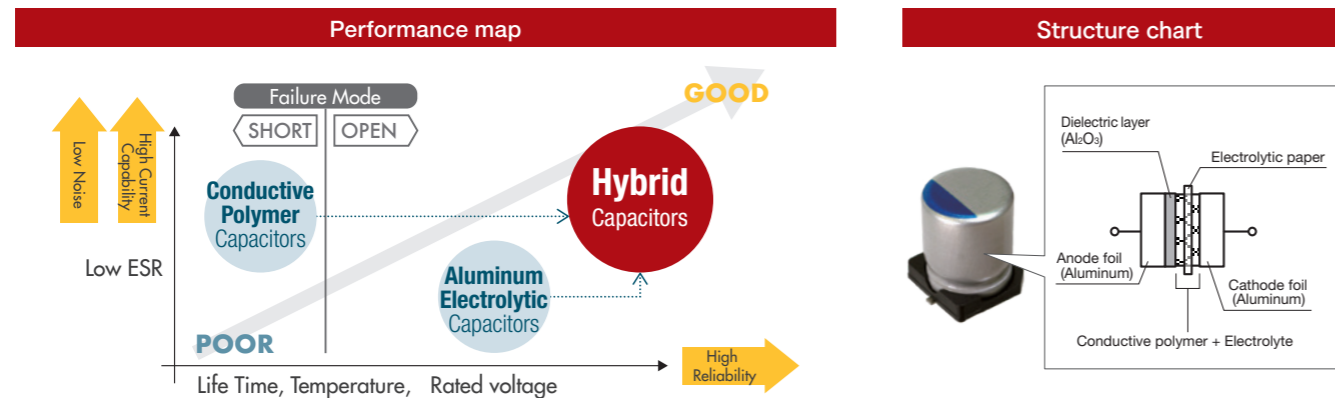 Performance map
Structure chart
Failure Mode
SHORT
OPEN
GOOD
Low Noise
High Current
Capability
Conductive
Polymer
Capacitors
Hybrid
Capacitors
Low ESR
Aluminum
Electrolytic
Capacitors
POOR
Life Time, Temperature, Rated voltage
High
Reliability
Dielectric layer
(Al2O3)
Electrolytic paper
Anode foil
(Aluminum)
Cathode foil
(Aluminum)
Conductive polymer + Electrolyte